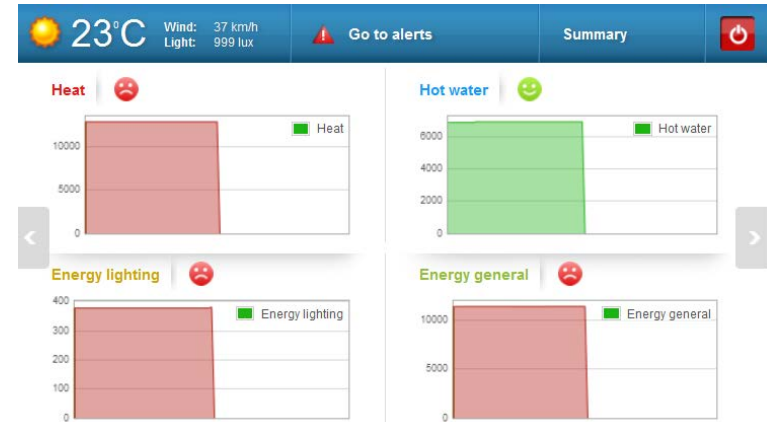 23°C
Wind: 37 km/h
Light: 999 lux
Go to alerts
Summary
Heat
Heat
10000
5000
0
Hot water
Hot water
6000
4000
2000
0
Energy lighting
Energy lighting
400
300
200
100
0
Energy general
Energy general
10000
5000
0